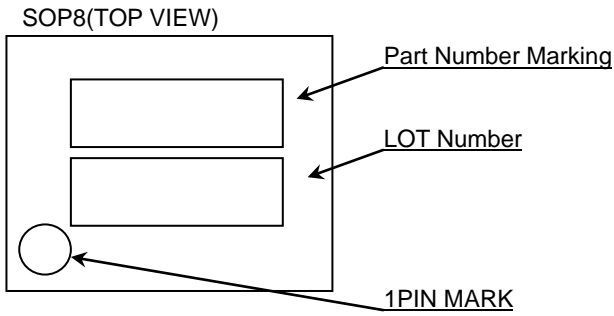 SOP8(TOP VIEW)
Part Number Marking
LOT Number
1PIN MARK